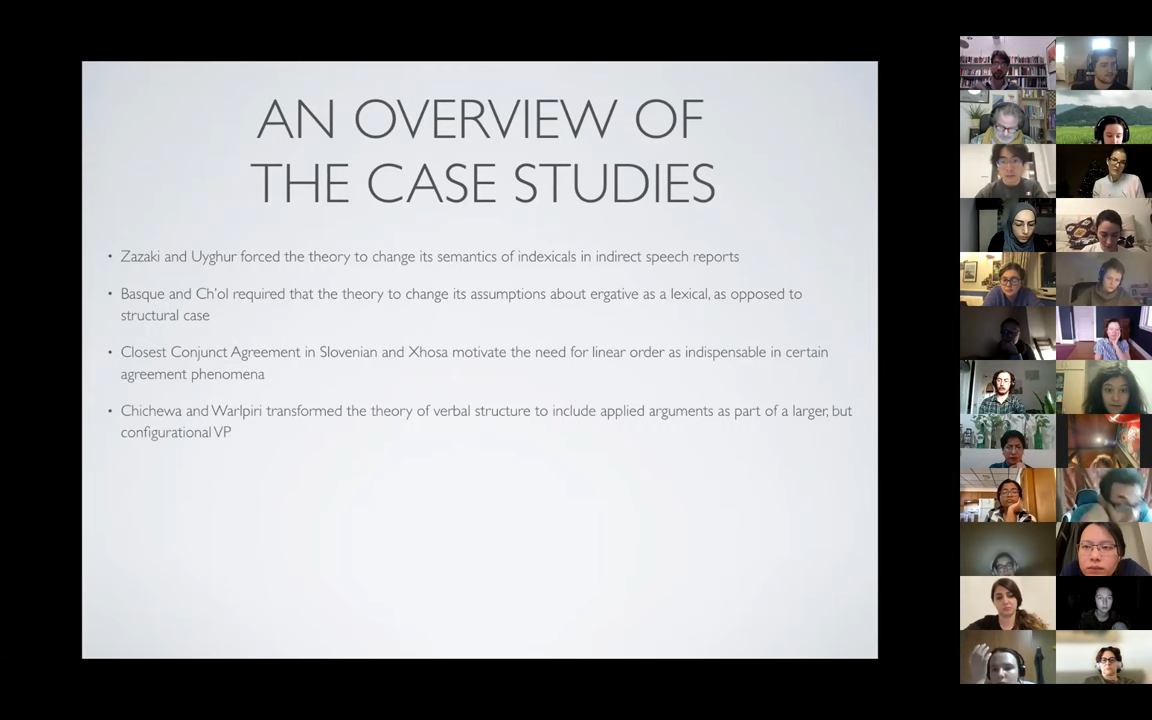 AN OVERVIEW OF
THE CASE STUDIES
• Zazaki and Uyghur forced the theory to change its semantics of indexicals in indirect speech reports
• Basque and Ch'ol required that the theory to change its assumptions about ergative as a lexical, as opposed to
structural case
• Closest Conjunct Agreement in Slovenian and Xhosa motivate the need for linear order as indispensable in certain
agreement phenomena
• Chichewa and Warlpiri transformed the theory of verbal structure to include applied arguments as part of a larger, but
configurational VP